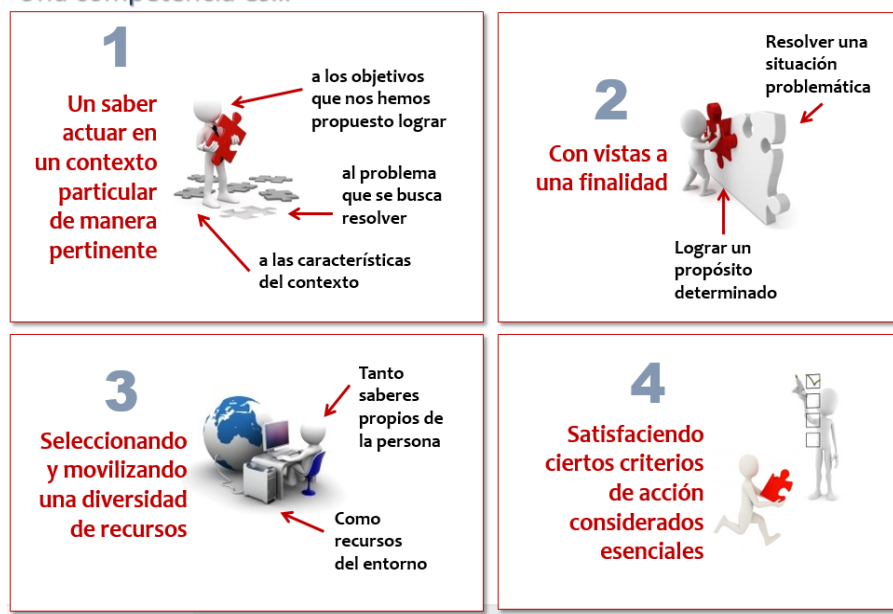 Una competencia es...
1
Un saber
actuar en
un contexto
particular
de manera
pertinente
a los objetivos
que nos hemos
propuesto lograr
al problema
que se busca
resolver
a las características
del contexto
2
Con vistas a
una finalidad
Resolver una
situación
problemática
Lograr un
propósito
determinado
3
Seleccionando
y movilizando
una diversidad
de recursos
Tanto
saberes
propios de
la persona
Como
recursos
del entorno
4
Satisfaciendo
ciertos criterios
de acción
considerados
esenciales